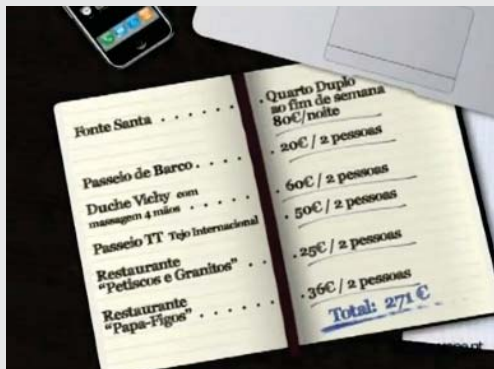 Fonte Santa . . . . . .
Passeio de Barco . . . .
Duche Vichy com
massagem 4 mãos . . . . .
Passeio TT Tejo Internacional
Restaurante
"Petiscos e Granitos" . .
Restaurante
"Papa-Figos" . . . . . .
. Quarto Duplo
ao fim de semana
80€/noite
. 20€ / 2 pessoas
. 60€ / 2 pessoas
. 50€ / 2 pessoas
. 25€ / 2 pessoas
. 36€ / 2 pessoas
Total: 271 €